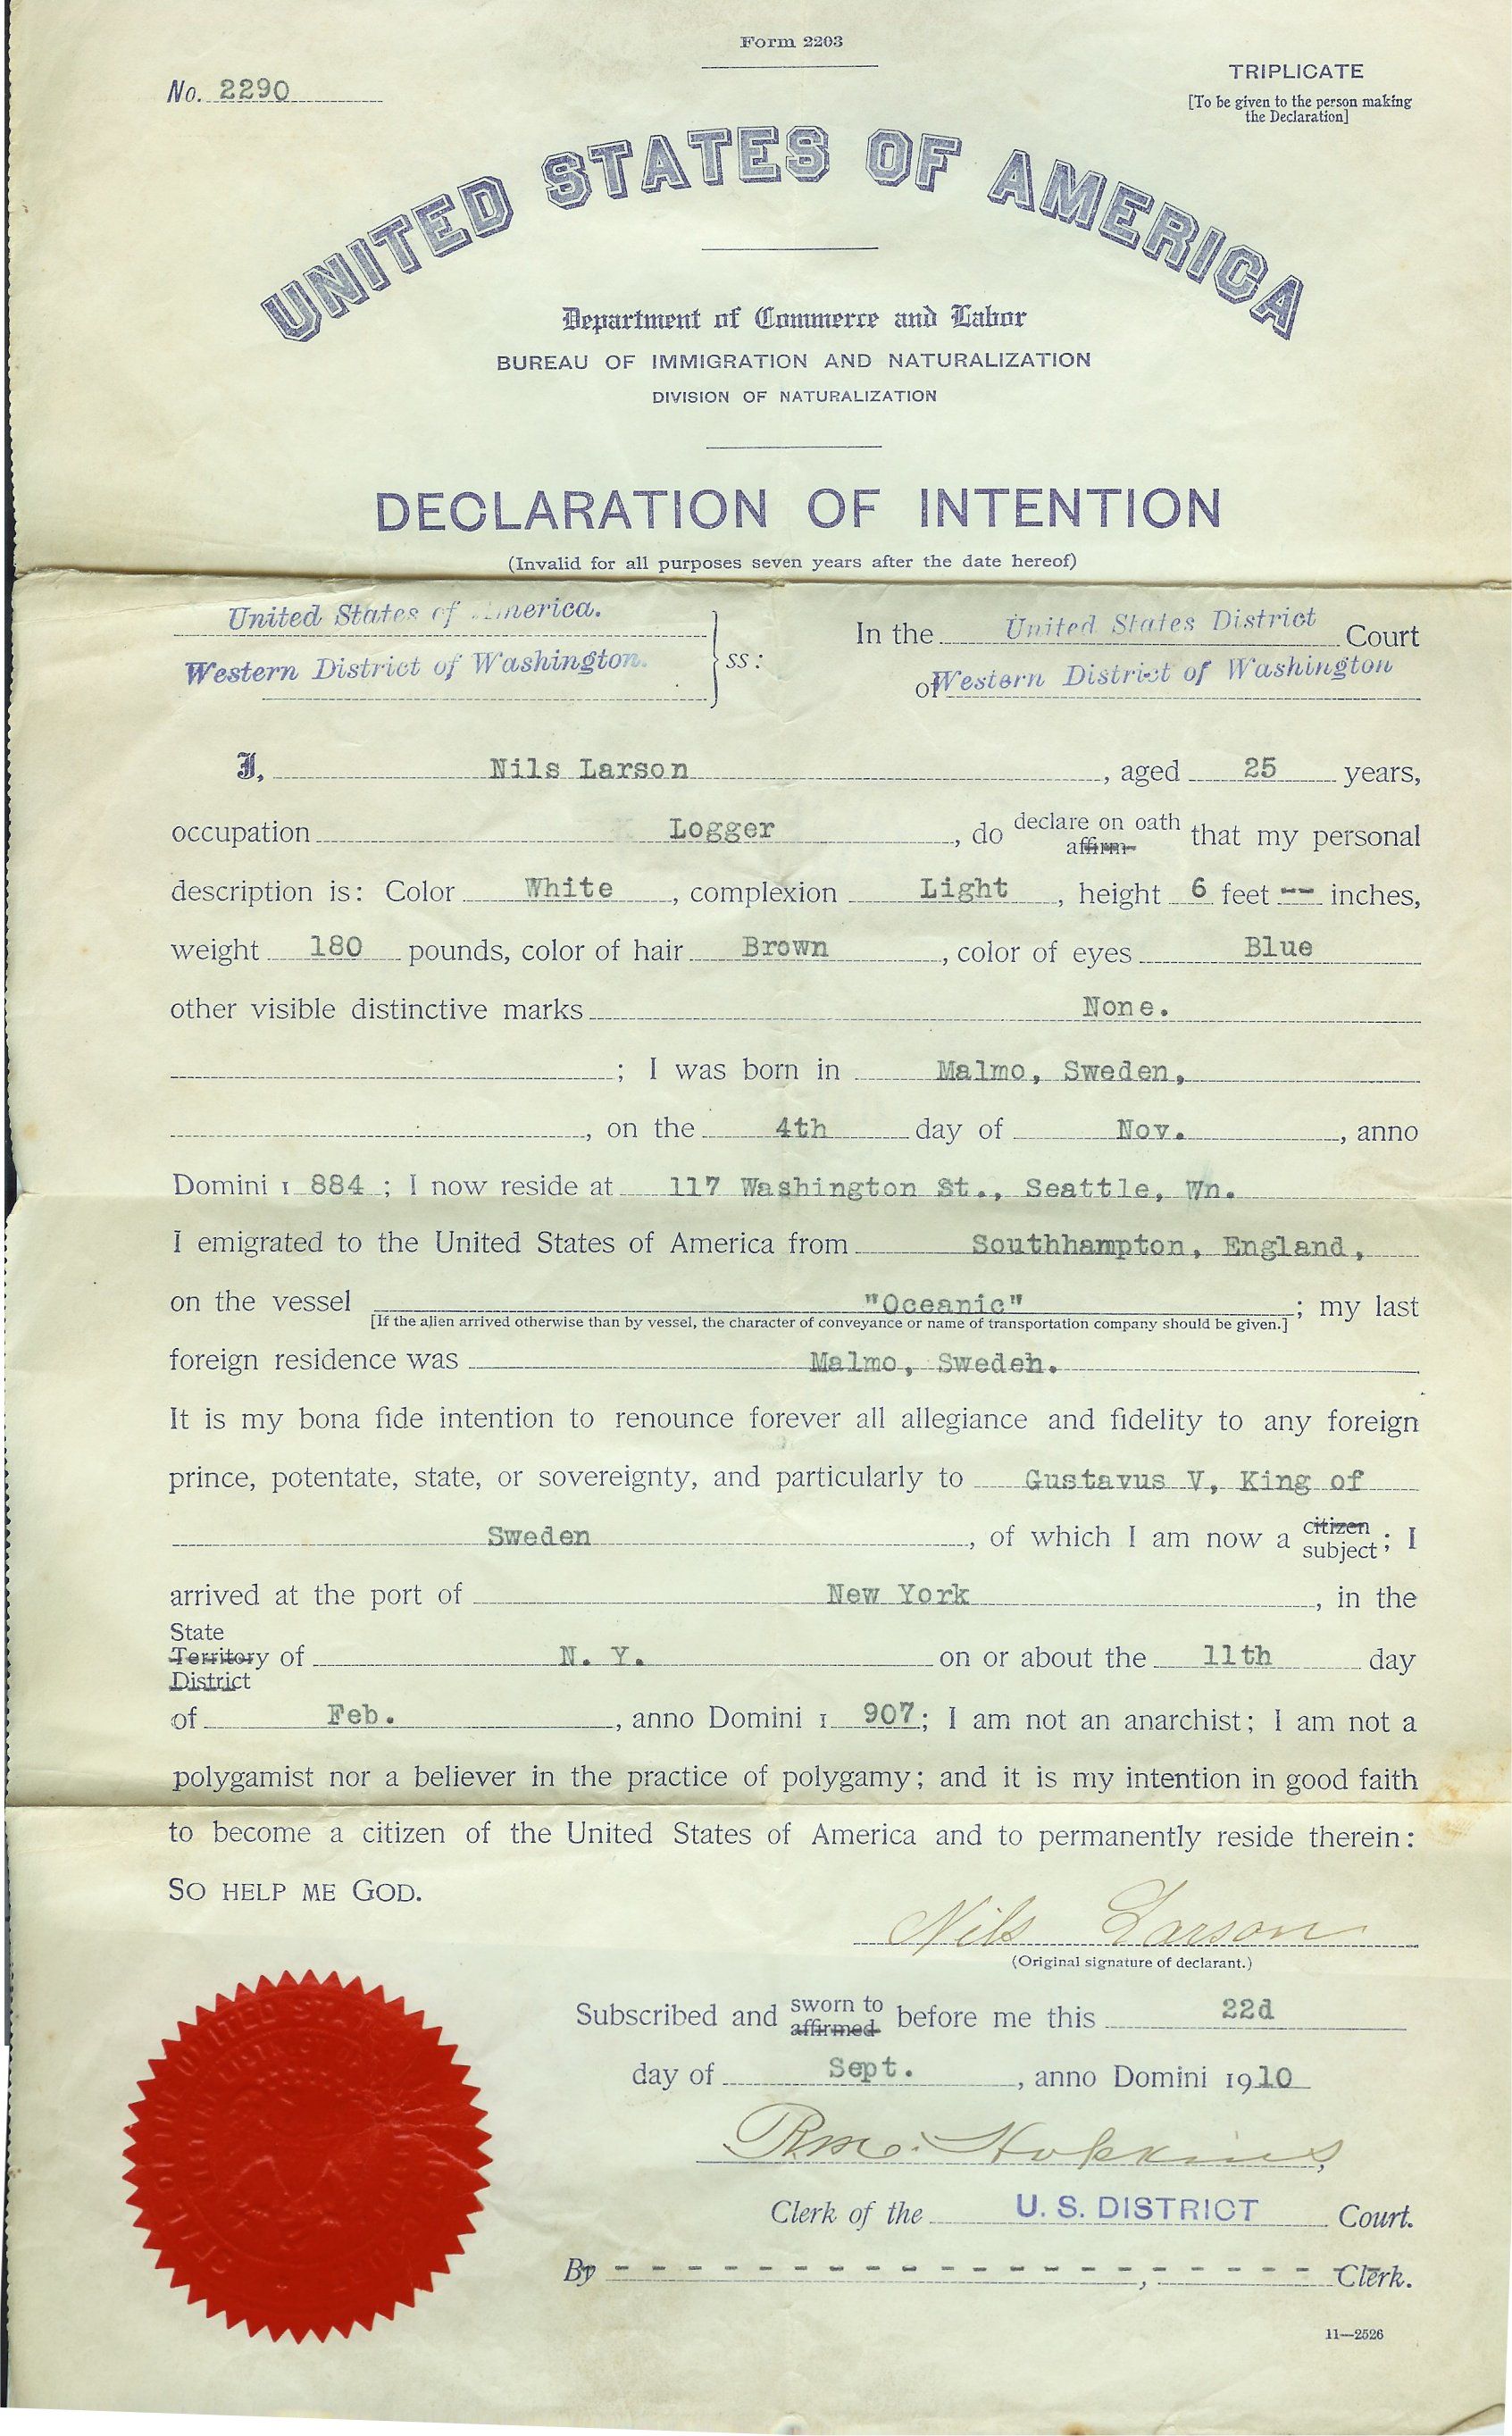 Form 2203
No. 2290
TRIPLICATE
[To be given to the person making
the Declaration]
UNITED STATES OF AMERICA
Department of Commerce and Labor
BUREAU OF IMMIGRATION AND NATURALIZATION
DIVISION OF NATURALIZATION
DECLARATION OF INTENTION
(Invalid for all purposes seven years after the date hereof)
United States of America.
Western District of Washington. ss:
In the United States District Court
of Western District of Washington
I, Nils Larson, aged 25 years,
occupation Logger, do declare on oath affirm that my personal
description is: Color White, complexion Light, height 6 feet -- inches,
weight 180 pounds, color of hair Brown, color of eyes Blue
other visible distinctive marks None.
; I was born in Malmo, Sweden,
, on the 4th day of Nov., anno
Domini 1 884 ; I now reside at 117 Washington St., Seattle, Wn.
I emigrated to the United States of America from Southhampton, England,
on the vessel "Oceanic"; my last
[If the alien arrived otherwise than by vessel, the character of conveyance or name of transportation company should be given.]
foreign residence was Malmo, Sweden.
It is my bona fide intention to renounce forever all allegiance and fidelity to any foreign
prince, potentate, state, or sovereignty, and particularly to Gustavus V, King of
Sweden, of which I am now a citizen subject; I
arrived at the port of New York, in the
State
Territory of N. Y. on or about the 11th day
District
of Feb., anno Domini 1 907; I am not an anarchist; I am not a
polygamist nor a believer in the practice of polygamy; and it is my intention in good faith
to become a citizen of the United States of America and to permanently reside therein:
SO HELP ME GOD.
Nils Larson
(Original signature of declarant.)
Subscribed and sworn to affirmed before me this 22d
day of Sept., anno Domini 1910
Hopkins,
Clerk of the U. S. DISTRICT Court.
By - - - - - - - - - - - - - - - - , - - - - - Clerk.
11—2526